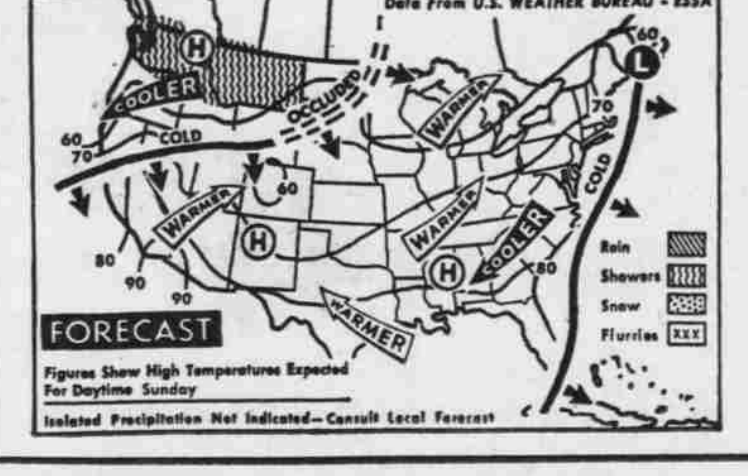 Data From U.S. WEATHER BUREAU - ESSA
60
L
H
COOLER
OCCLUDED
WARMER
70
60
70
COLD
COLD
60
WARMER
WARMER
COOLER
H
H
80
80
90
90
WARMER
Rain
Showers
Snow
Flurries XXX
FORECAST
Figures Show High Temperatures Expected
For Daytime Sunday
Isolated Precipitation Not Indicated — Consult Local Forecast